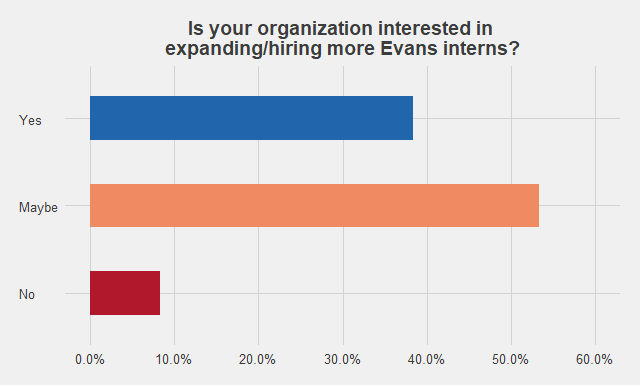 Is your organization interested in
expanding/hiring more Evans interns?
Yes
Maybe
No
0.0% 10.0% 20.0% 30.0% 40.0% 50.0% 60.0%